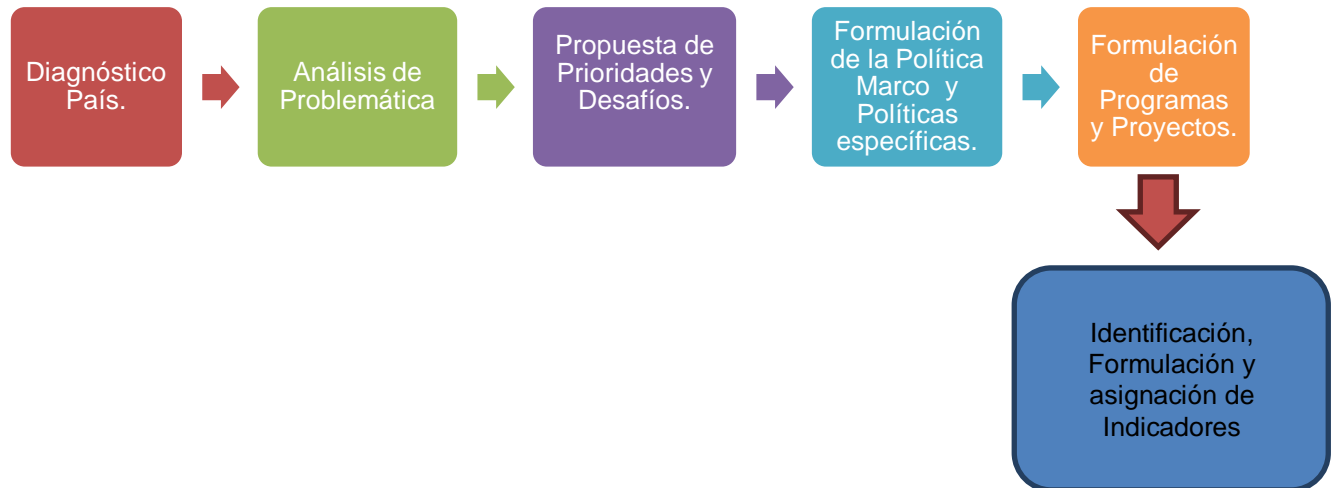 Diagnóstico
País.
Análisis de
Problemática
Propuesta de
Prioridades y
Desafíos.
Formulación
de la Política
Marco y
Políticas
específicas.
Formulación
de
Programas
y Proyectos.
Identificación,
Formulación y
asignación de
Indicadores